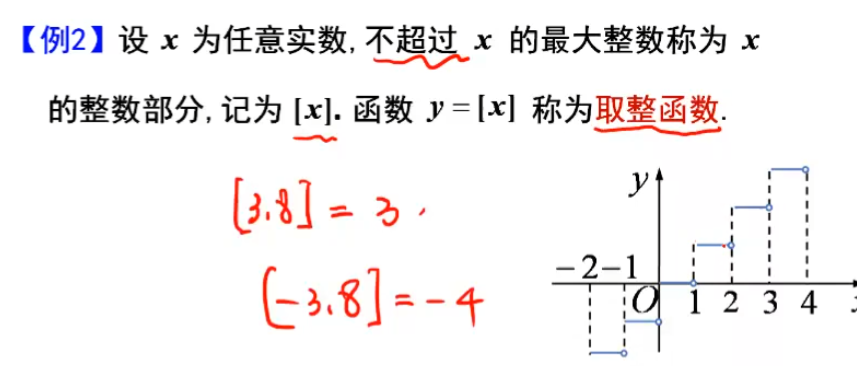 【例2】设 x 为任意实数, 不超过 x 的最大整数称为 x
的整数部分, 记为 [x]. 函数 y = [x] 称为取整函数.
[3.8] = 3.
[-3.8] = -4
y
-2 -1
O 1 2 3 4